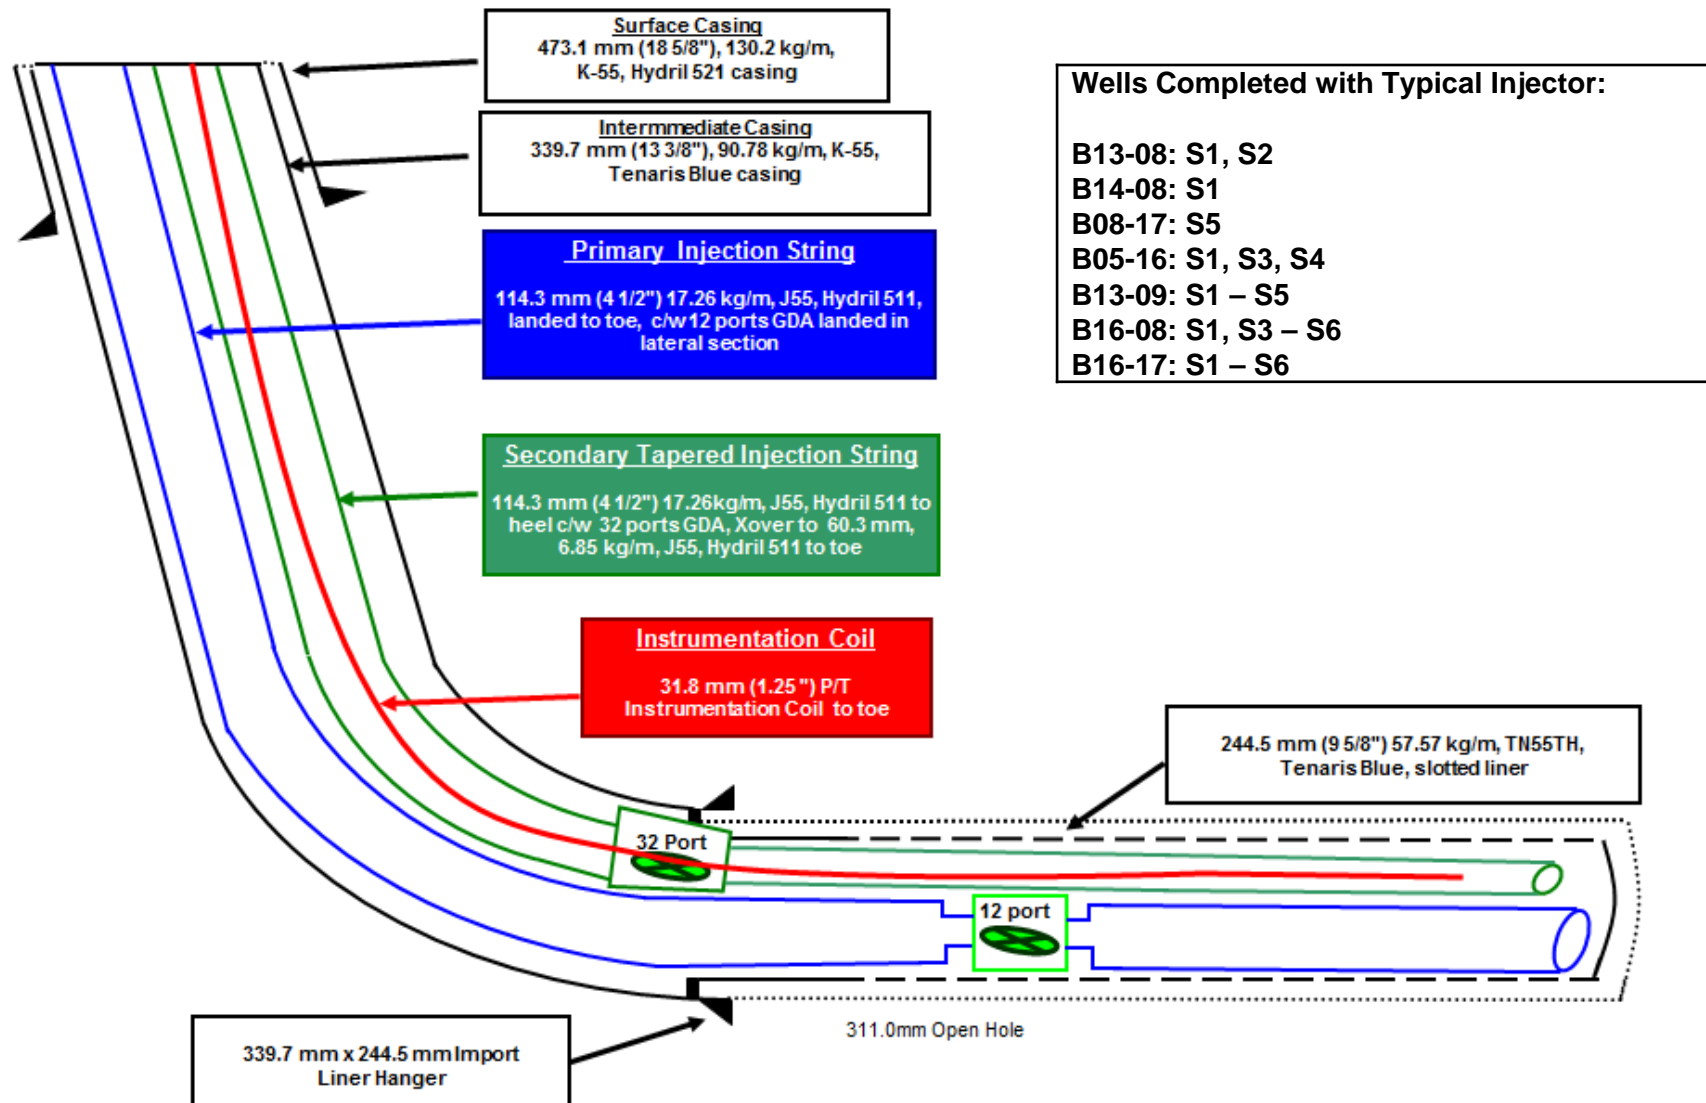 Surface Casing
473.1 mm (18 5/8"), 130.2 kg/m,
K-55, Hydril 521 casing
Intermmediate Casing
339.7 mm (13 3/8"), 90.78 kg/m, K-55,
Tenaris Blue casing
Primary Injection String
114.3 mm (4 1/2") 17.26 kg/m, J55, Hydril 511,
landed to toe, c/w 12 ports GDA landed in
lateral section
Secondary Tapered Injection String
114.3 mm (4 1/2") 17.26kg/m, J55, Hydril 511 to
heel c/w 32 ports GDA, Xover to 60.3 mm,
6.85 kg/m, J55, Hydril 511 to toe
Instrumentation Coil
31.8 mm (1.25 ") P/T
Instrumentation Coil to toe
Wells Completed with Typical Injector:
B13-08: S1, S2
B14-08: S1
B08-17: S5
B05-16: S1, S3, S4
B13-09: S1 – S5
B16-08: S1, S3 – S6
B16-17: S1 – S6
244.5 mm (9 5/8") 57.57 kg/m, TN55TH,
Tenaris Blue, slotted liner
32 Port
12 port
311.0mm Open Hole
339.7 mm x 244.5 mm Import
Liner Hanger